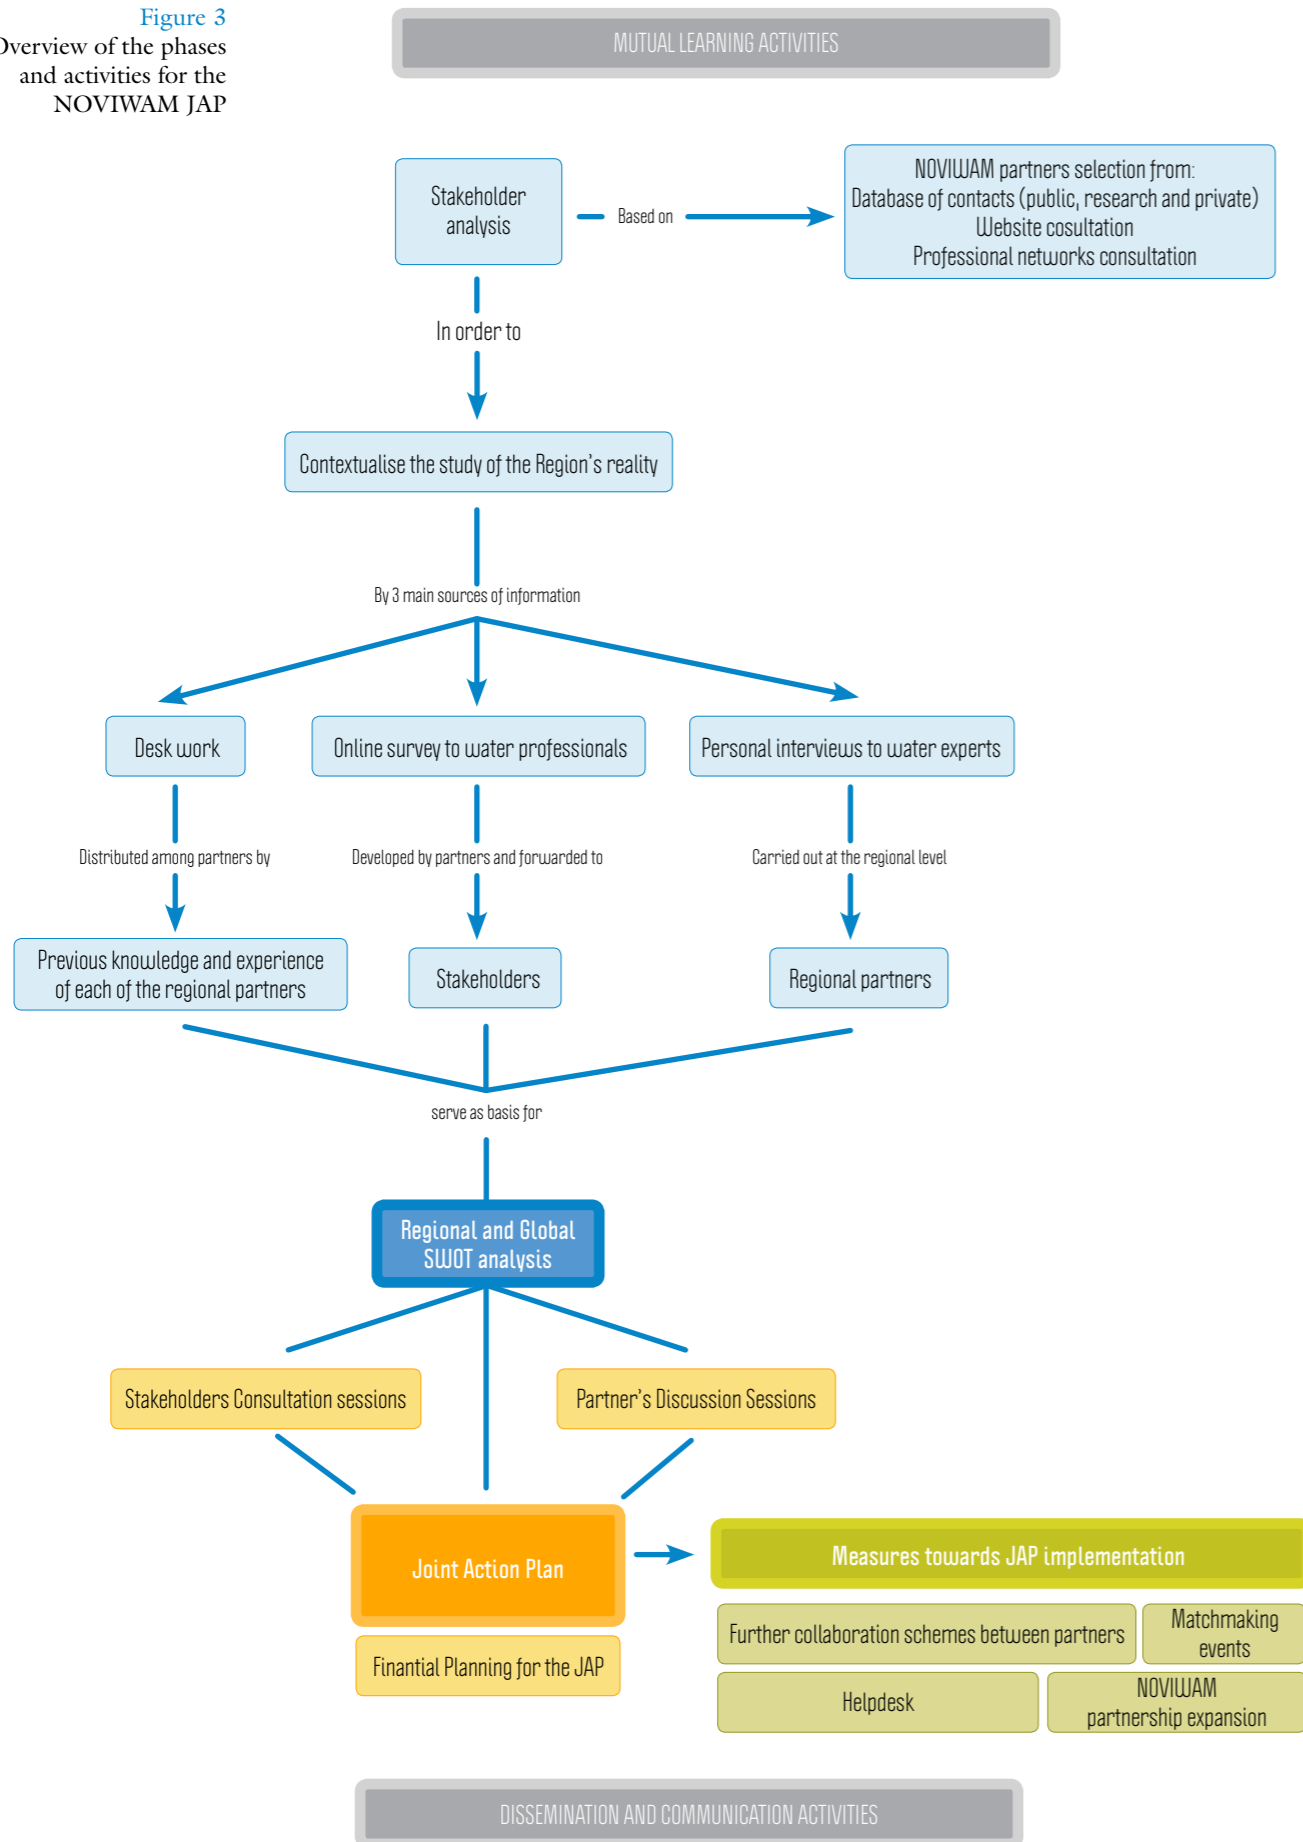 Figure 3
Overview of the phases
and activities for the
NOVIWAM JAP
MUTUAL LEARNING ACTIVITIES
Stakeholder
analysis
Based on
NOVIWAM partners selection from:
Database of contacts (public, research and private)
Website cosultation
Professional networks consultation
In order to
Contextualise the study of the Region's reality
By 3 main sources of information
Desk work
Online survey to water professionals
Personal interviews to water experts
Distributed among partners by
Developed by partners and forwarded to
Carried out at the regional level
Previous knowledge and experience
of each of the regional partners
Stakeholders
Regional partners
serve as basis for
Regional and Global
SWOT analysis
Stakeholders Consultation sessions
Partner's Discussion Sessions
Joint Action Plan
Measures towards JAP implementation
Further collaboration schemes between partners
Matchmaking
events
Finantial Planning for the JAP
Helpdesk
NOVIWAM
partnership expansion
DISSEMINATION AND COMMUNICATION ACTIVITIES